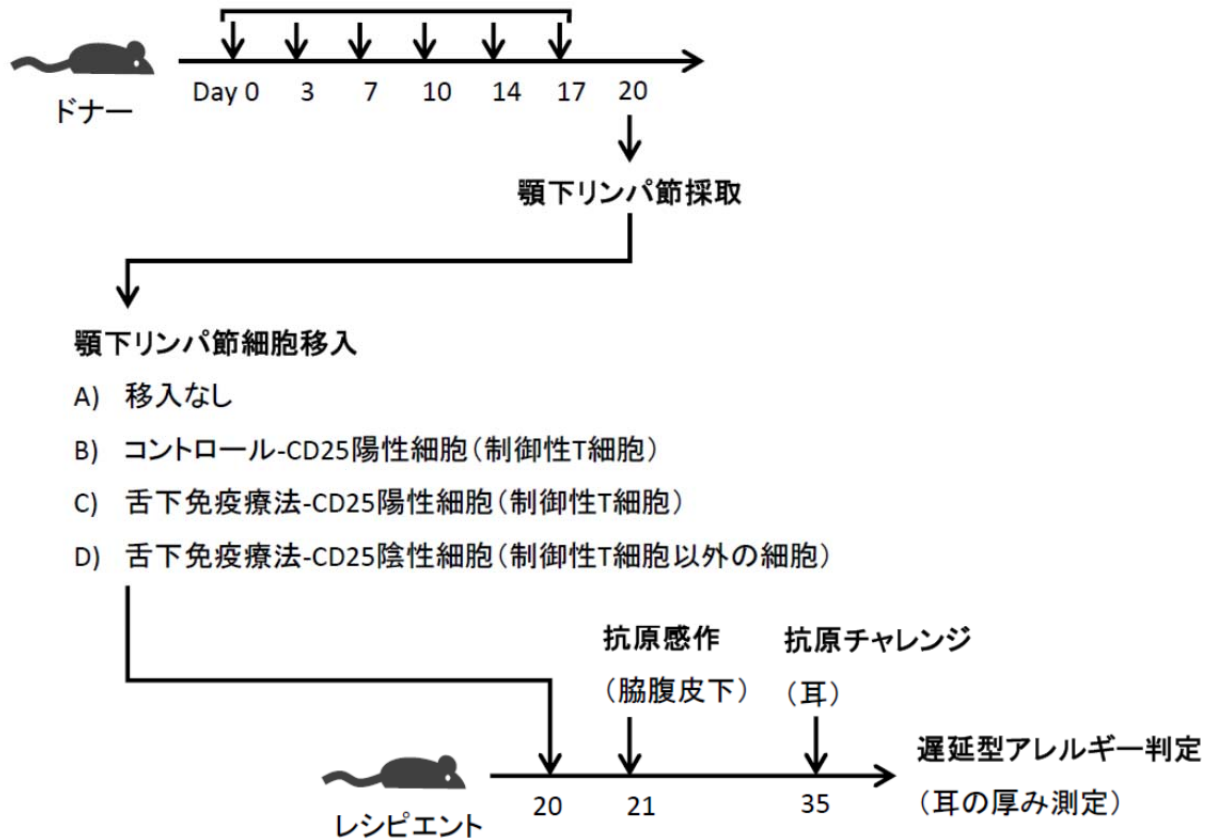 ドナー
Day 0 3 7 10 14 17 20
顎下リンパ節採取
顎下リンパ節細胞移入
A) 移入なし
B) コントロール-CD25陽性細胞（制御性T細胞）
C) 舌下免疫療法-CD25陽性細胞（制御性T細胞）
D) 舌下免疫療法-CD25陰性細胞（制御性T細胞以外の細胞）
抗原感作
（脇腹皮下）
抗原チャレンジ
（耳）
レシピエント
20 21 35
遅延型アレルギー判定
（耳の厚み測定）